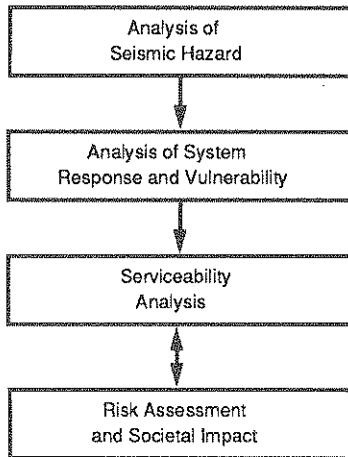 Analysis of
Seismic Hazard
Analysis of System
Response and Vulnerability
Serviceability
Analysis
Risk Assessment
and Societal Impact